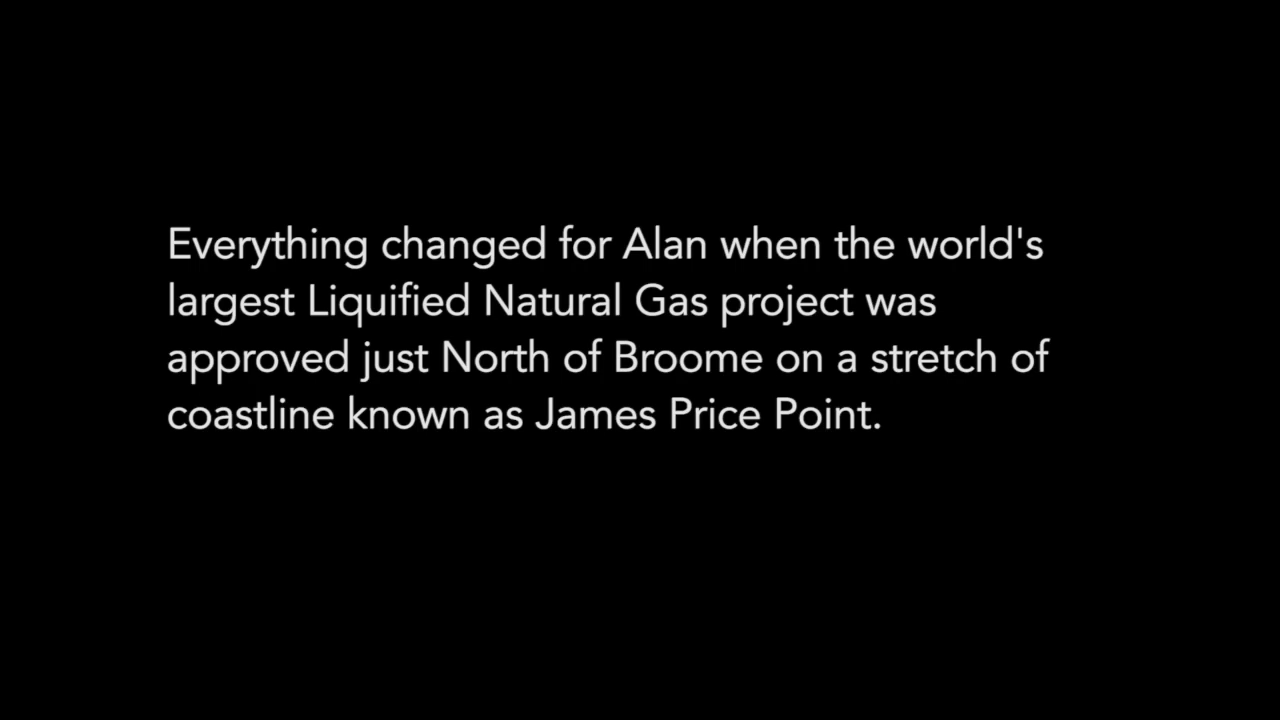 Everything changed for Alan when the world's
largest Liquified Natural Gas project was
approved just North of Broome on a stretch of
coastline known as James Price Point.